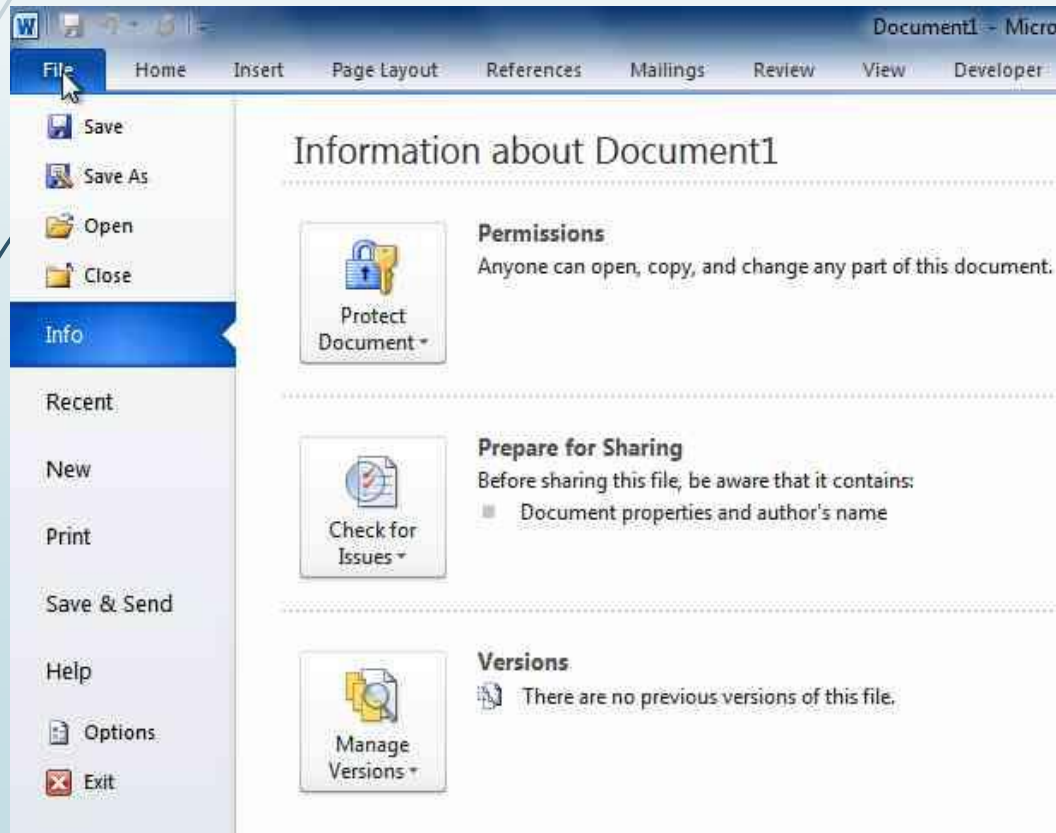 W
Document1 - Micro
File Home Insert Page Layout References Mailings Review View Developer
Save
Save As
Open
Close
Info
Recent
New
Print
Save & Send
Help
Options
Exit
Information about Document1
Protect
Document
Permissions
Anyone can open, copy, and change any part of this document.
Check for
Issues
Prepare for Sharing
Before sharing this file, be aware that it contains:
Document properties and author's name
Manage
Versions
Versions
There are no previous versions of this file.